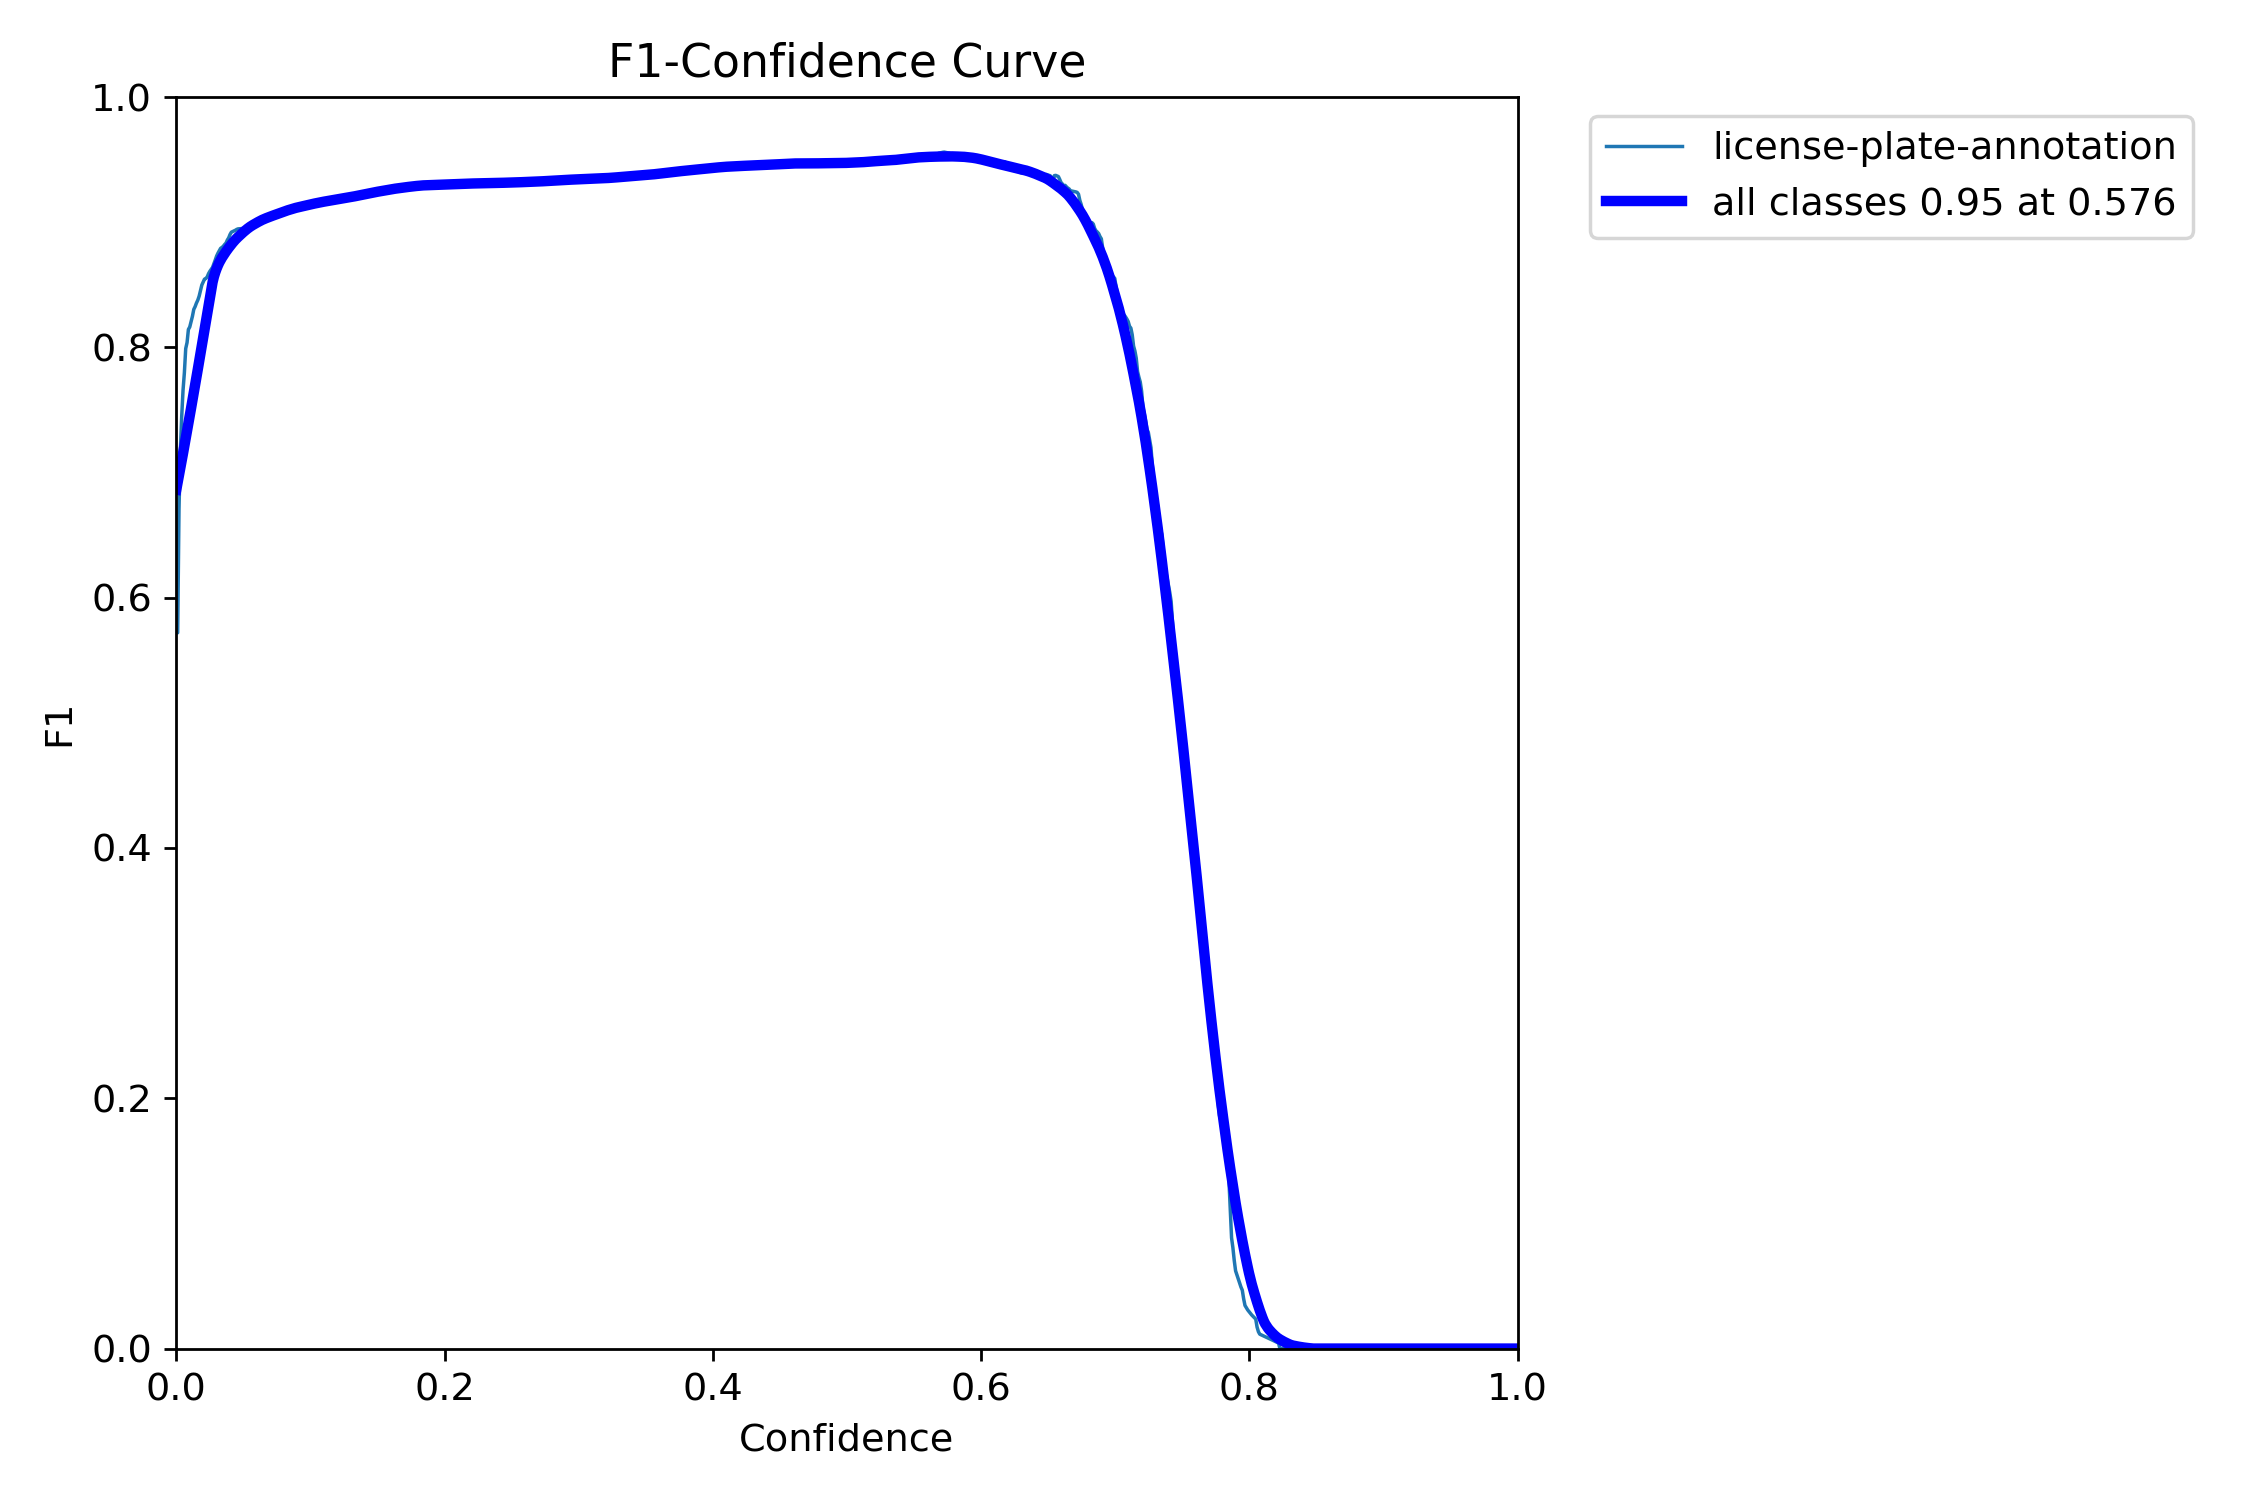 F1-Confidence Curve
1.0
0.8
0.6
0.4
0.2
0.0
F1
0.0 0.2 0.4 0.6 0.8 1.0
Confidence
license-plate-annotation
all classes 0.95 at 0.576